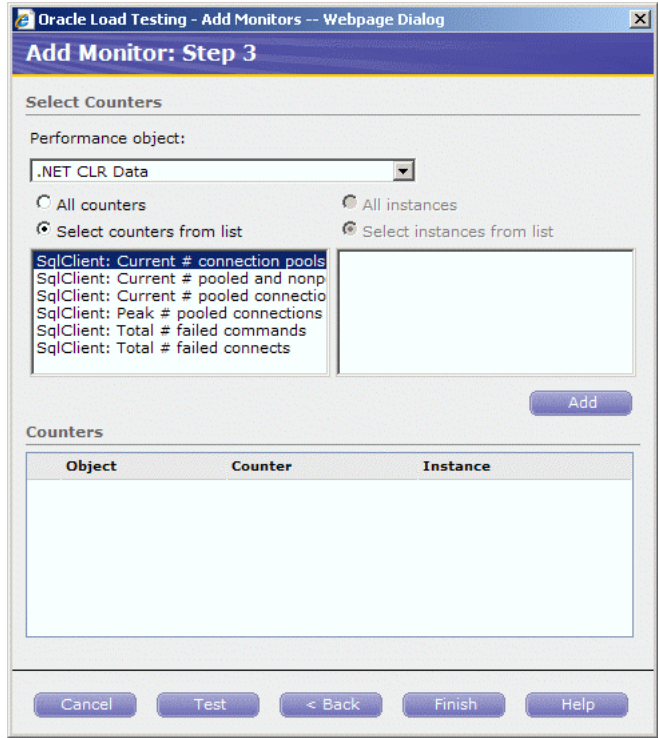 Oracle Load Testing - Add Monitors -- Webpage Dialog
Add Monitor: Step 3
Select Counters
Performance object:
.NET CLR Data
All counters
All instances
Select counters from list
Select instances from list
SqlClient: Current # connection pools
SqlClient: Current # pooled and nonp
SqlClient: Current # pooled connectio
SqlClient: Peak # pooled connections
SqlClient: Total # failed commands
SqlClient: Total # failed connects
Add
Counters
Object Counter Instance
Cancel Test < Back Finish Help